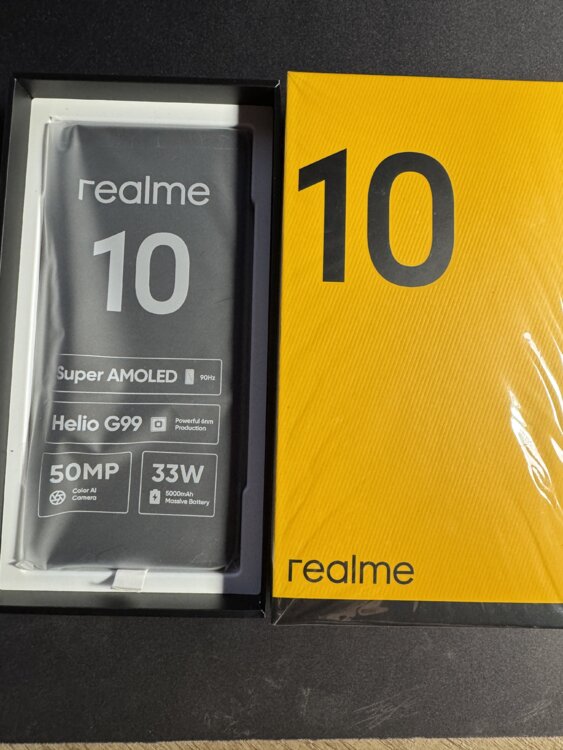 realme
10
Super AMOLED 90Hz
Helio G99 Powerful 6nm
Production
50MP
Color AI
Camera
33W
5000mAh
Massive Battery
10
realme